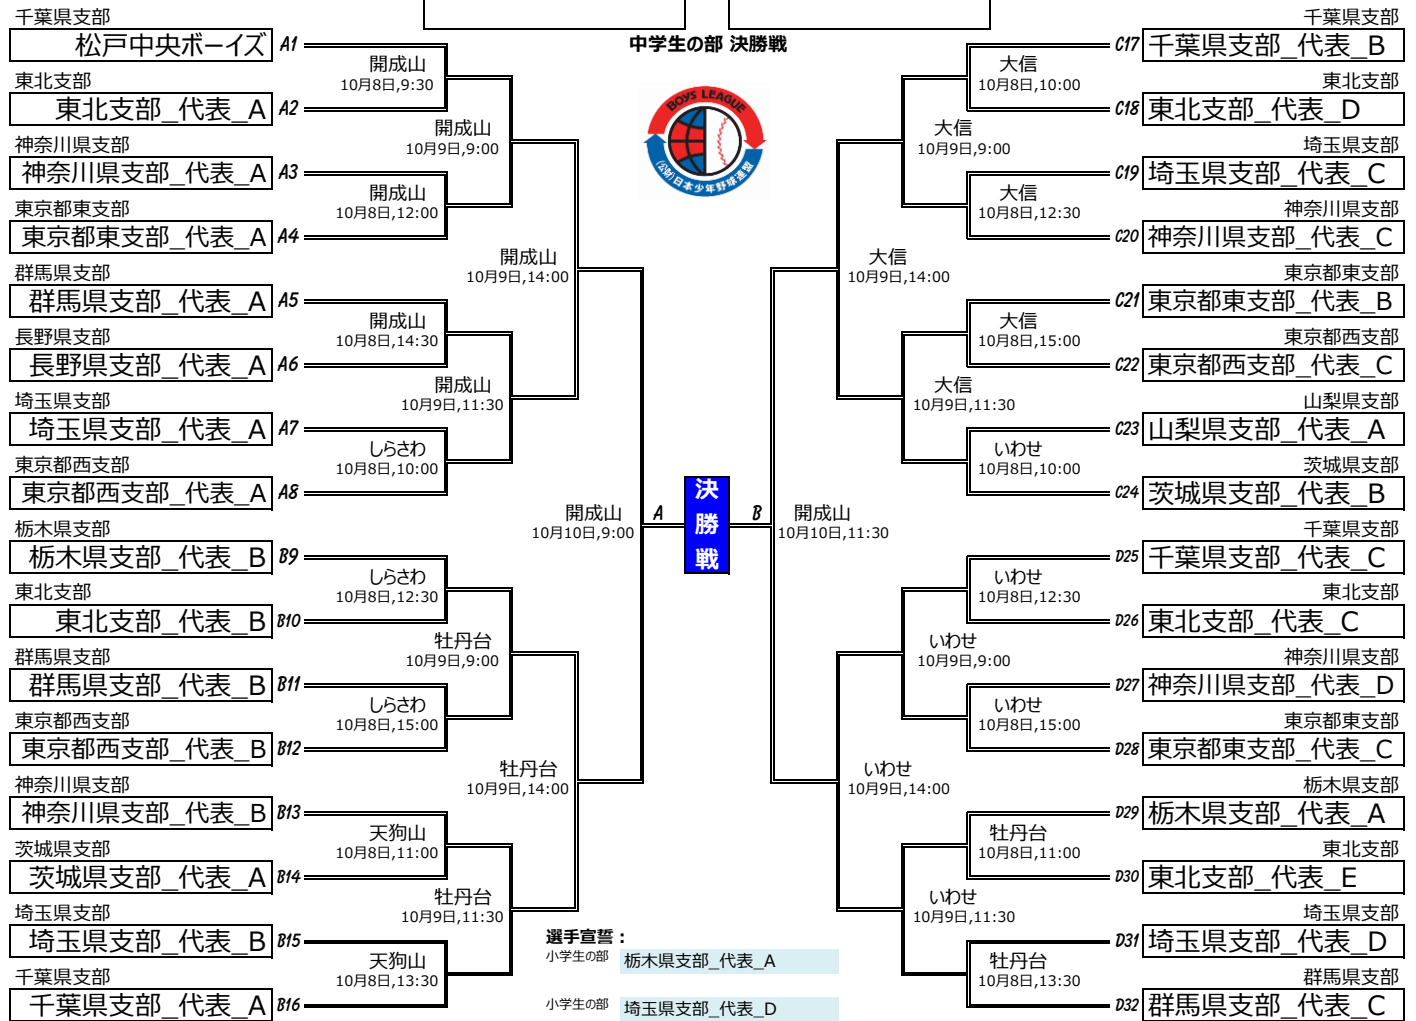 中学生の部 決勝戦
BOYS LEAGUE
(公財)日本少年野球連盟
千葉県支部
松戸中央ボーイズ A1
東北支部
東北支部_代表_A A2
神奈川県支部
神奈川県支部_代表_A A3
東京都東支部
東京都東支部_代表_A A4
群馬県支部
群馬県支部_代表_A A5
長野県支部
長野県支部_代表_A A6
埼玉県支部
埼玉県支部_代表_A A7
東京都西支部
東京都西支部_代表_A A8
栃木県支部
栃木県支部_代表_B B9
東北支部
東北支部_代表_B B10
群馬県支部
群馬県支部_代表_B B11
東京都西支部
東京都西支部_代表_B B12
神奈川県支部
神奈川県支部_代表_B B13
茨城県支部
茨城県支部_代表_A B14
埼玉県支部
埼玉県支部_代表_B B15
千葉県支部
千葉県支部_代表_A B16
開成山
10月8日,9:30
開成山
10月8日,12:00
開成山
10月8日,14:30
しらさわ
10月8日,10:00
しらさわ
10月8日,12:30
しらさわ
10月8日,15:00
天狗山
10月8日,11:00
天狗山
10月8日,13:30
開成山
10月9日,9:00
開成山
10月9日,11:30
牡丹台
10月9日,9:00
牡丹台
10月9日,11:30
開成山
10月9日,14:00
牡丹台
10月9日,14:00
開成山
10月10日,9:00
A
決
勝
戦
B
開成山
10月10日,11:30
大信
10月9日,14:00
いわせ
10月9日,14:00
大信
10月9日,9:00
大信
10月9日,11:30
いわせ
10月9日,9:00
いわせ
10月9日,11:30
大信
10月8日,10:00
大信
10月8日,12:30
大信
10月8日,15:00
いわせ
10月8日,10:00
いわせ
10月8日,12:30
いわせ
10月8日,15:00
牡丹台
10月8日,11:00
牡丹台
10月8日,13:30
千葉県支部
C17 千葉県支部_代表_B
東北支部
C18 東北支部_代表_D
埼玉県支部
C19 埼玉県支部_代表_C
神奈川県支部
C20 神奈川県支部_代表_C
東京都東支部
C21 東京都東支部_代表_B
東京都西支部
C22 東京都西支部_代表_C
山梨県支部
C23 山梨県支部_代表_A
茨城県支部
C24 茨城県支部_代表_B
千葉県支部
D25 千葉県支部_代表_C
東北支部
D26 東北支部_代表_C
神奈川県支部
D27 神奈川県支部_代表_D
東京都東支部
D28 東京都東支部_代表_C
栃木県支部
D29 栃木県支部_代表_A
東北支部
D30 東北支部_代表_E
埼玉県支部
D31 埼玉県支部_代表_D
群馬県支部
D32 群馬県支部_代表_C
選手宣誓：
小学生の部 栃木県支部_代表_A
小学生の部 埼玉県支部_代表_D